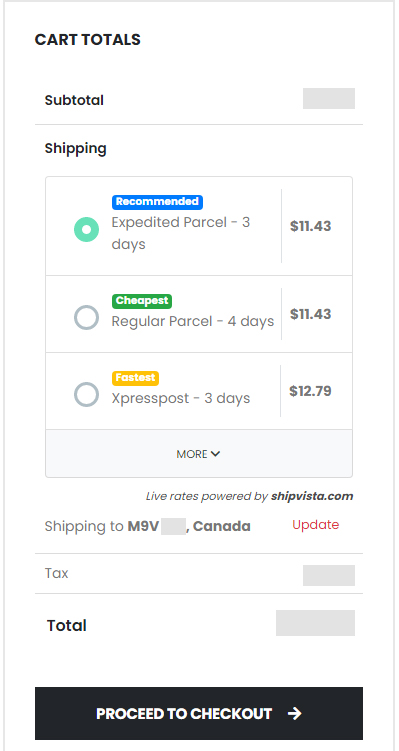 CART TOTALS
Subtotal
Shipping
Recommended
Expedited Parcel - 3
days
$11.43
Cheapest
Regular Parcel - 4 days
$11.43
Fastest
Xpresspost - 3 days
$12.79
MORE
Live rates powered by shipvista.com
Shipping to M9V , Canada
Update
Tax
Total
PROCEED TO CHECKOUT →